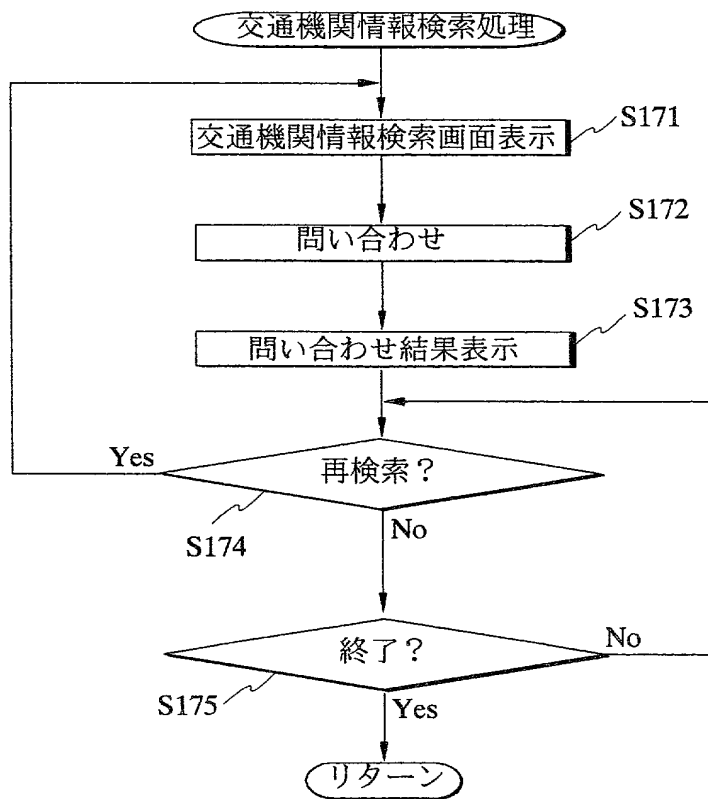 交通機関情報検索処理
交通機関情報検索画面表示
S171
問い合わせ
S172
問い合わせ結果表示
S173
Yes
再検索?
S174
No
終了?
No
S175
Yes
リターン